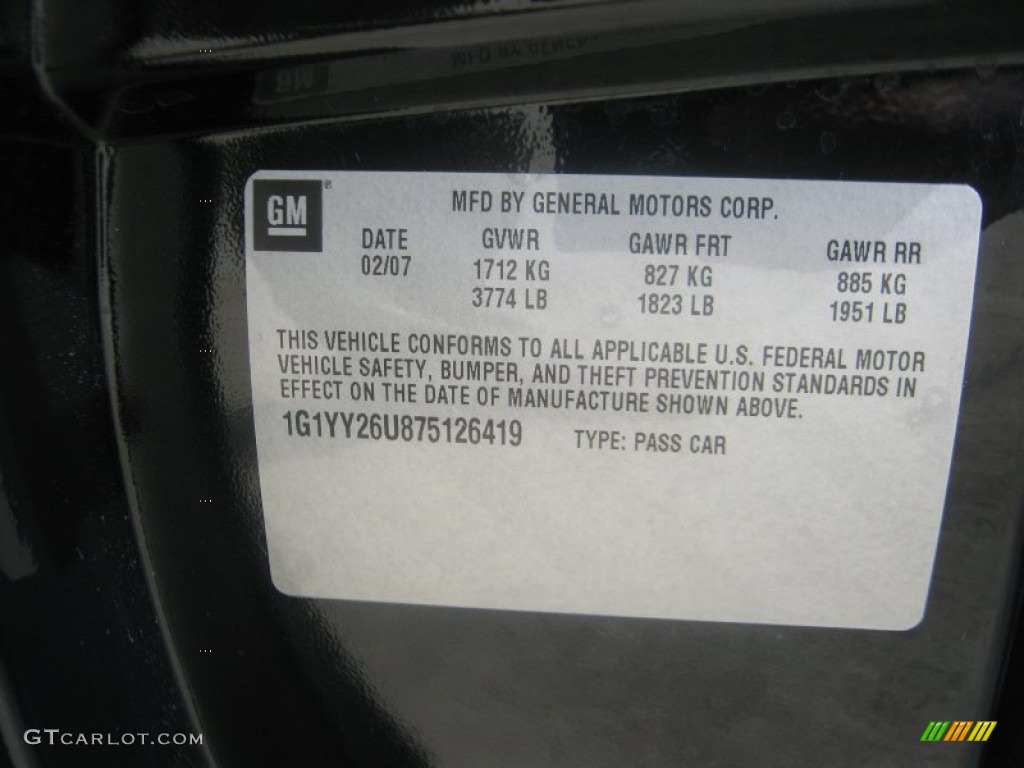 GM ®
MFD BY GENERAL MOTORS CORP.
DATE GVWR GAWR FRT GAWR RR
02/07 1712 KG 827 KG 885 KG
3774 LB 1823 LB 1951 LB
THIS VEHICLE CONFORMS TO ALL APPLICABLE U.S. FEDERAL MOTOR
VEHICLE SAFETY, BUMPER, AND THEFT PREVENTION STANDARDS IN
EFFECT ON THE DATE OF MANUFACTURE SHOWN ABOVE.
1G1YY26U875126419 TYPE: PASS CAR
GTCARLOT.COM